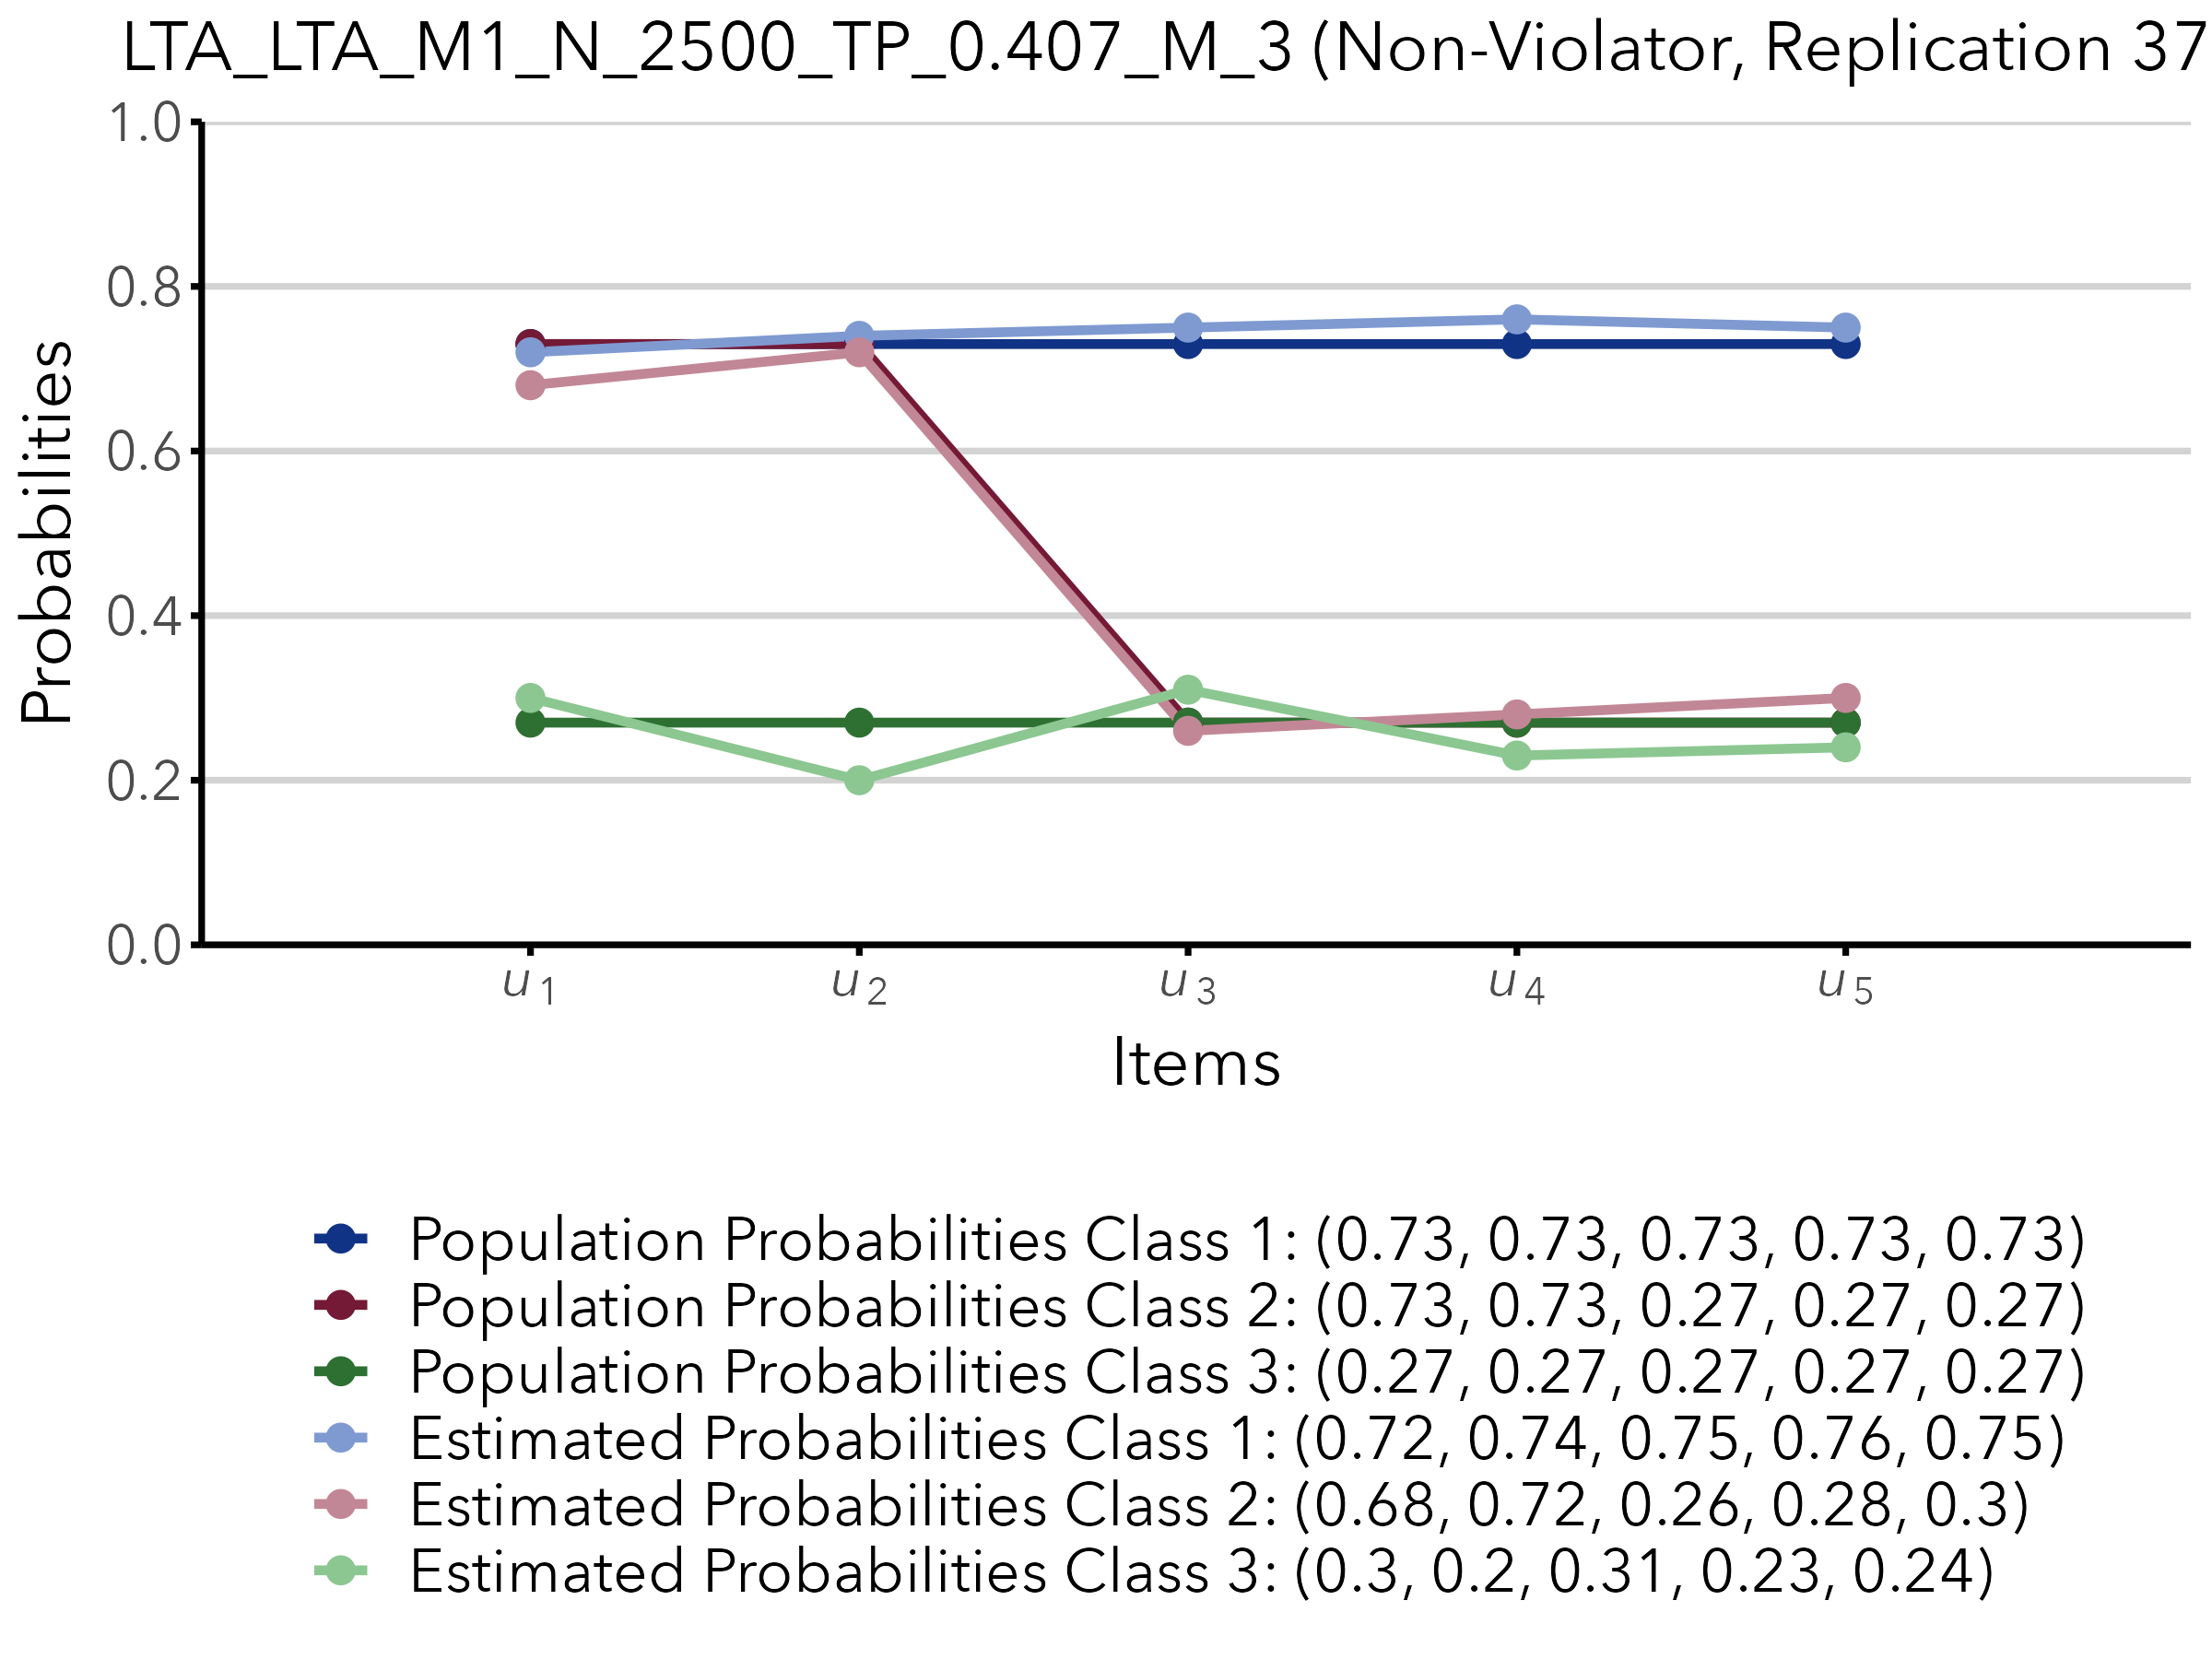 LTA_LTA_M1_N_2500_TP_0.407_M_3 (Non-Violator, Replication 37
1.0
0.8
0.6
0.4
0.2
0.0
Probabilities
u1
u2
u3
u4
u5
Items
Population Probabilities Class 1: (0.73, 0.73, 0.73, 0.73, 0.73)
Population Probabilities Class 2: (0.73, 0.73, 0.27, 0.27, 0.27)
Population Probabilities Class 3: (0.27, 0.27, 0.27, 0.27, 0.27)
Estimated Probabilities Class 1: (0.72, 0.74, 0.75, 0.76, 0.75)
Estimated Probabilities Class 2: (0.68, 0.72, 0.26, 0.28, 0.3)
Estimated Probabilities Class 3: (0.3, 0.2, 0.31, 0.23, 0.24)